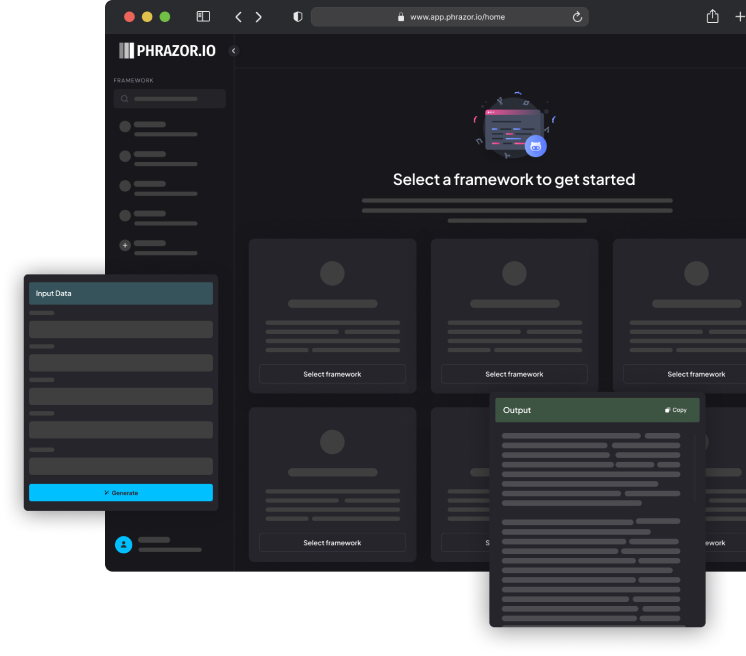 www.app.phrazor.io/home
PHRAZOR.IO
FRAMEWORK
Select a framework to get started
Input Data
Select framework
Select framework
Select framework
Output
Copy
Generate
Select framework
S
ework